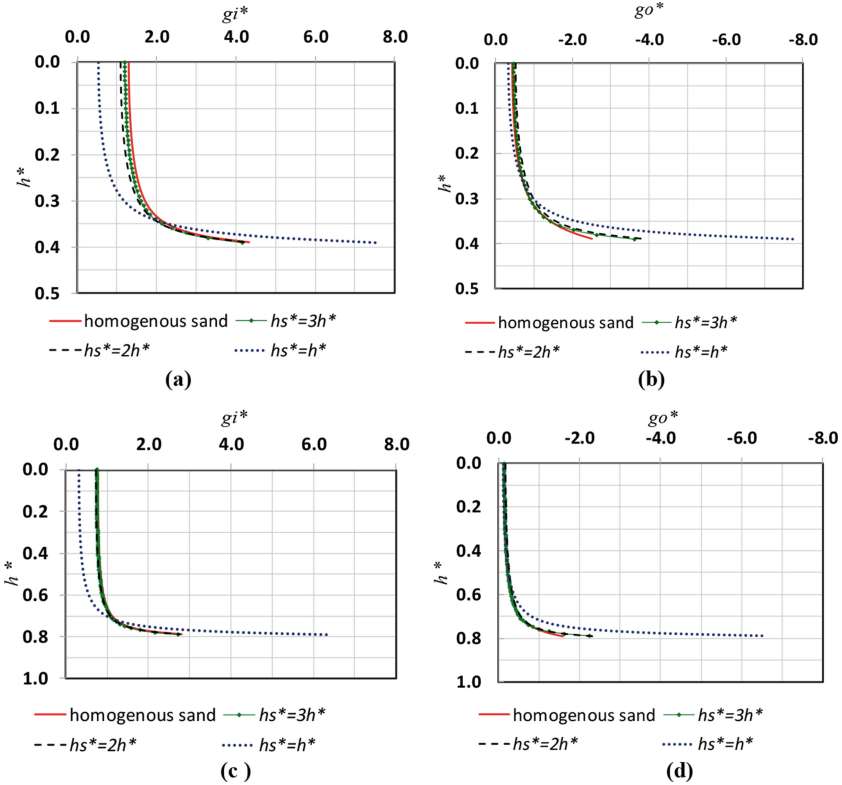 gi*
0.0 2.0 4.0 6.0 8.0
0.0
0.1
0.2
0.3
0.4
0.5
h*
homogenous sand hs*=3h*
hs*=2h* hs*=h*
(a)
go*
0.0 -2.0 -4.0 -6.0 -8.0
0.0
0.1
0.2
0.3
0.4
0.5
h*
homogenous sand hs*=3h*
hs*=2h* hs*=h*
(b)
gi*
0.0 2.0 4.0 6.0 8.0
0.0
0.2
0.4
0.6
0.8
1.0
h*
homogenous sand hs*=3h*
hs*=2h* hs*=h*
(c )
go*
0.0 -2.0 -4.0 -6.0 -8.0
0.0
0.2
0.4
0.6
0.8
1.0
h*
homogenous sand hs*=3h*
hs*=2h* hs*=h*
(d)